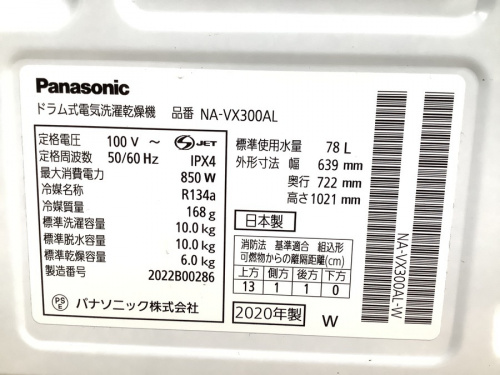 Panasonic
ドラム式電気洗濯乾燥機 品番 NA-VX300AL
定格電圧 100 V ~
定格周波数 50/60 Hz
最大消費電力 850 W
冷媒名称 R134a
冷媒質量 168 g
標準洗濯容量 10.0 kg
標準脱水容量 10.0 kg
標準乾燥容量 6.0 kg
製造番号 2022B00286
S JET
IPX4
PS
E
パナソニック株式会社
標準使用水量 78 L
外形寸法 幅 639 mm
奥行 722 mm
高さ 1021 mm
日本製
消防法 基準適合 組込形
可燃物からの離隔距離(cm)
上方 側方 後方 下方
13 1 1 0
2020年製 W
NA-VX300AL-W